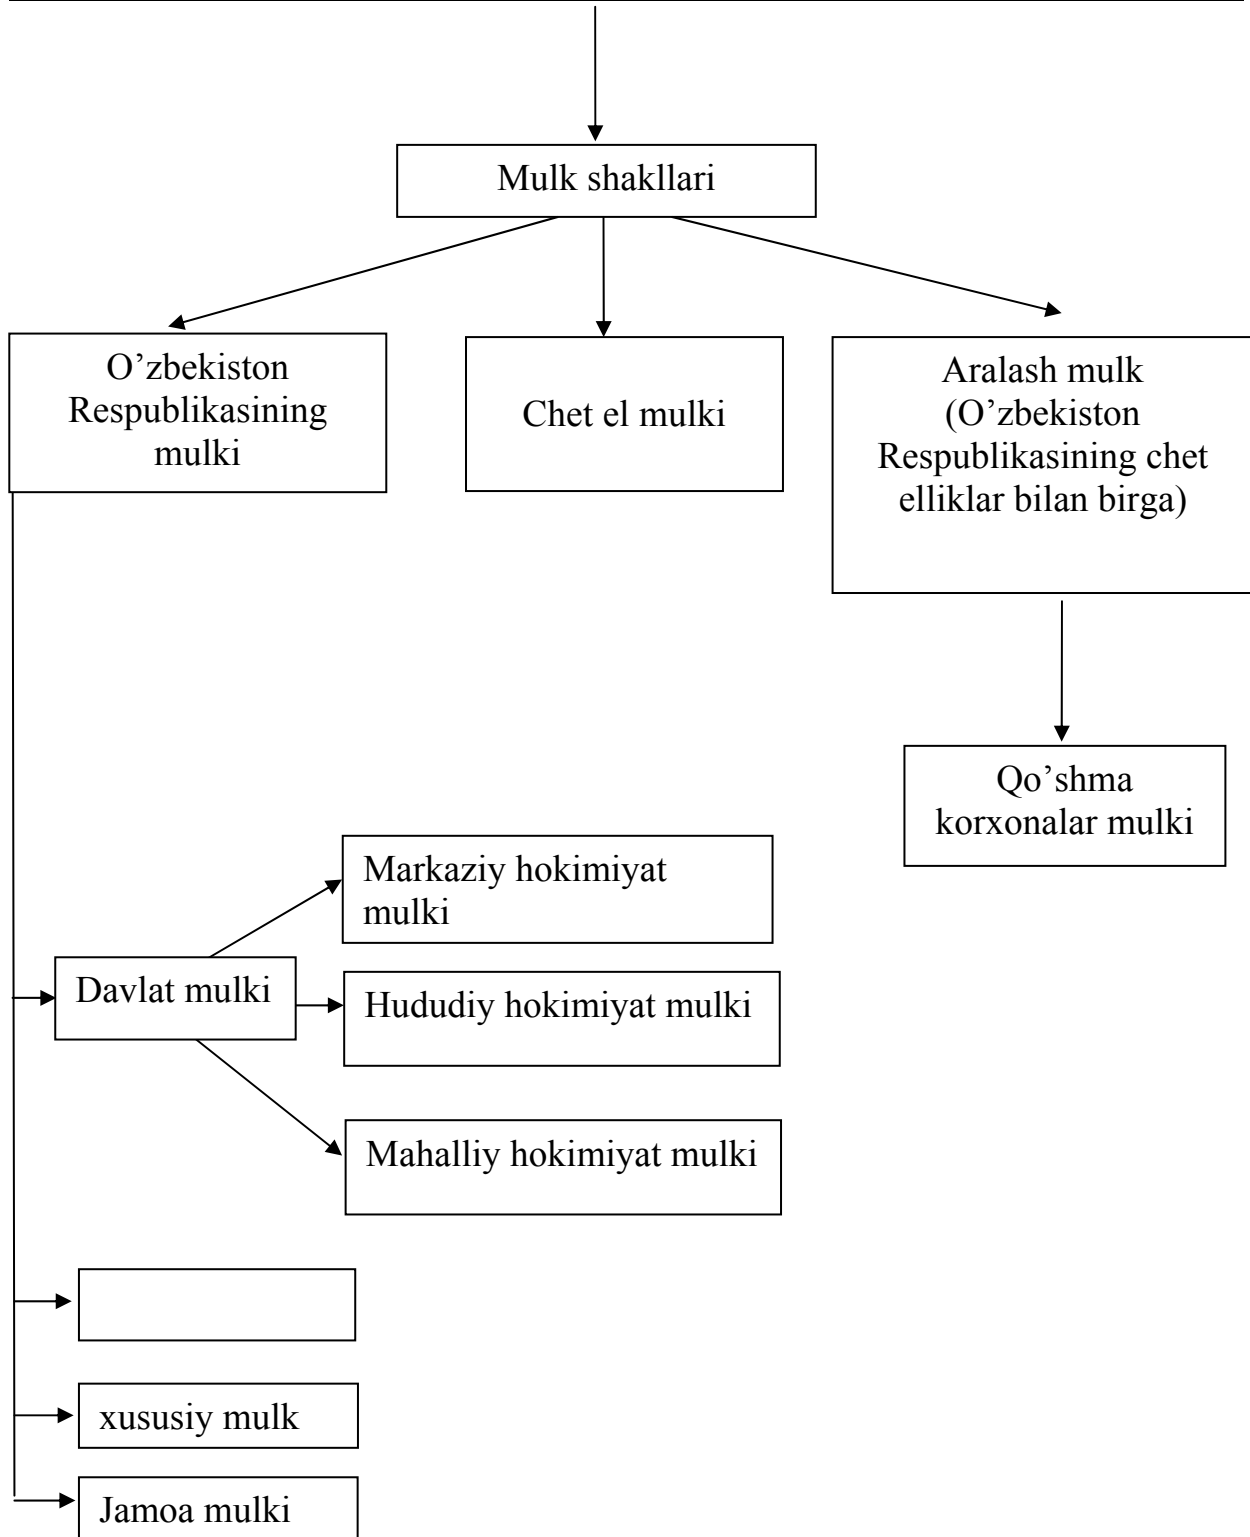 Mulk shakllari
O’zbekiston
Respublikasining
mulki
Chet el mulki
Aralash mulk
(O’zbekiston
Respublikasining chet
elliklar bilan birga)
Qo’shma
korxonalar mulki
Markaziy hokimiyat
mulki
Davlat mulki
Hududiy hokimiyat mulki
Mahalliy hokimiyat mulki
xususiy mulk
Jamoa mulki